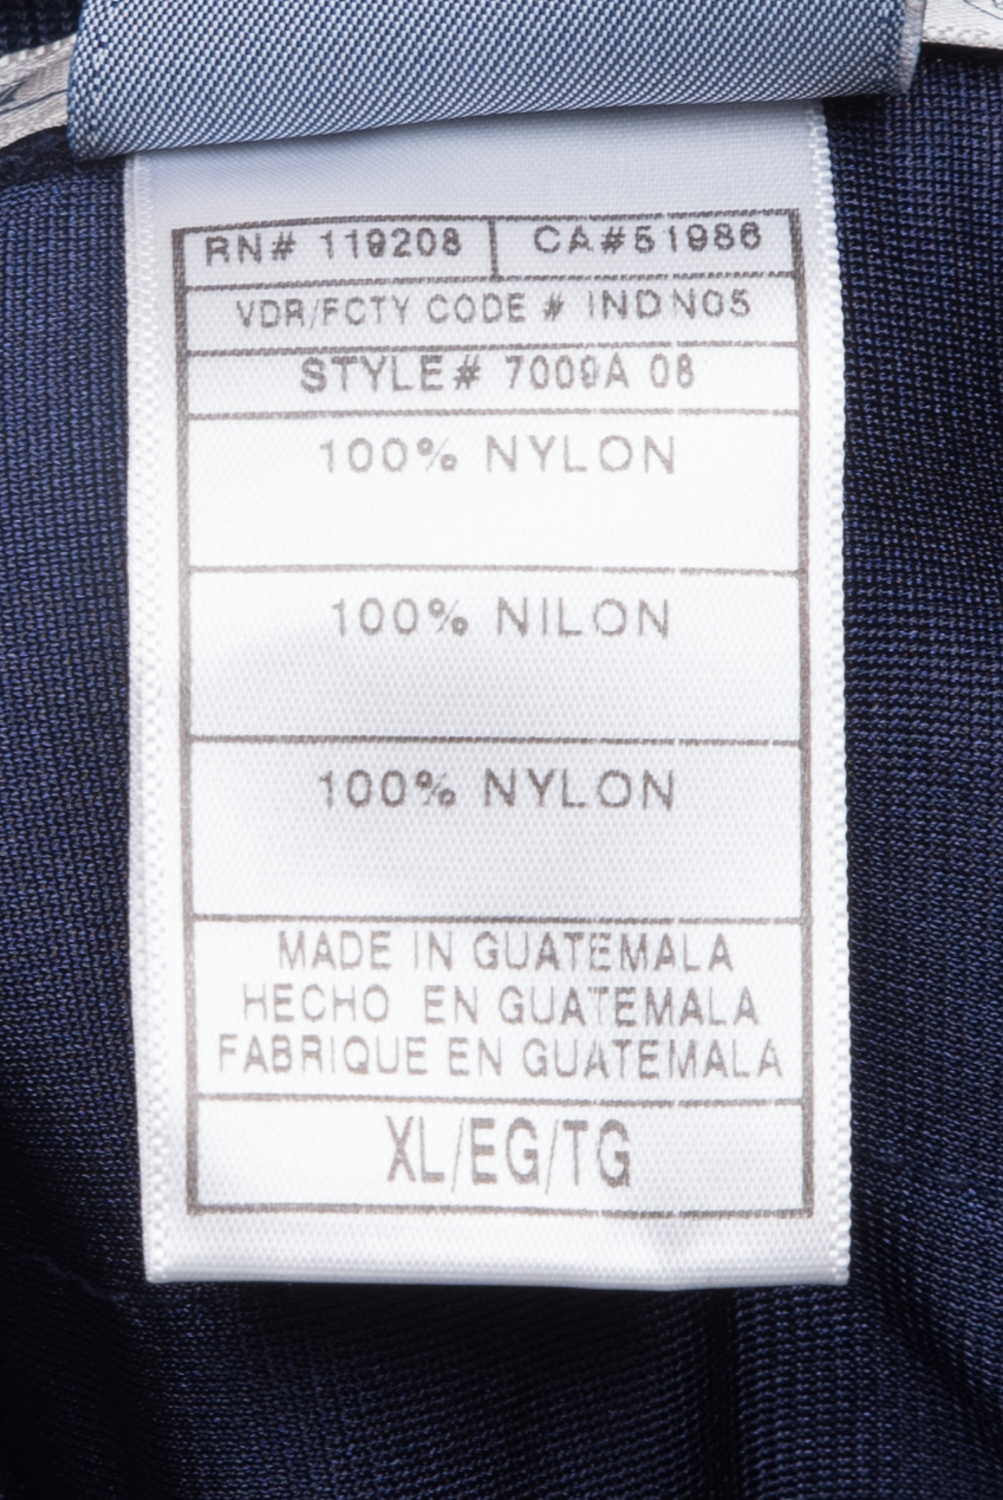 RN# 119208 CA#51986
VDR/FCTY CODE # INDN05
STYLE# 7009A 08
100% NYLON
100% NILON
100% NYLON
MADE IN GUATEMALA
HECHO EN GUATEMALA
FABRIQUE EN GUATEMALA
XL/EG/TG